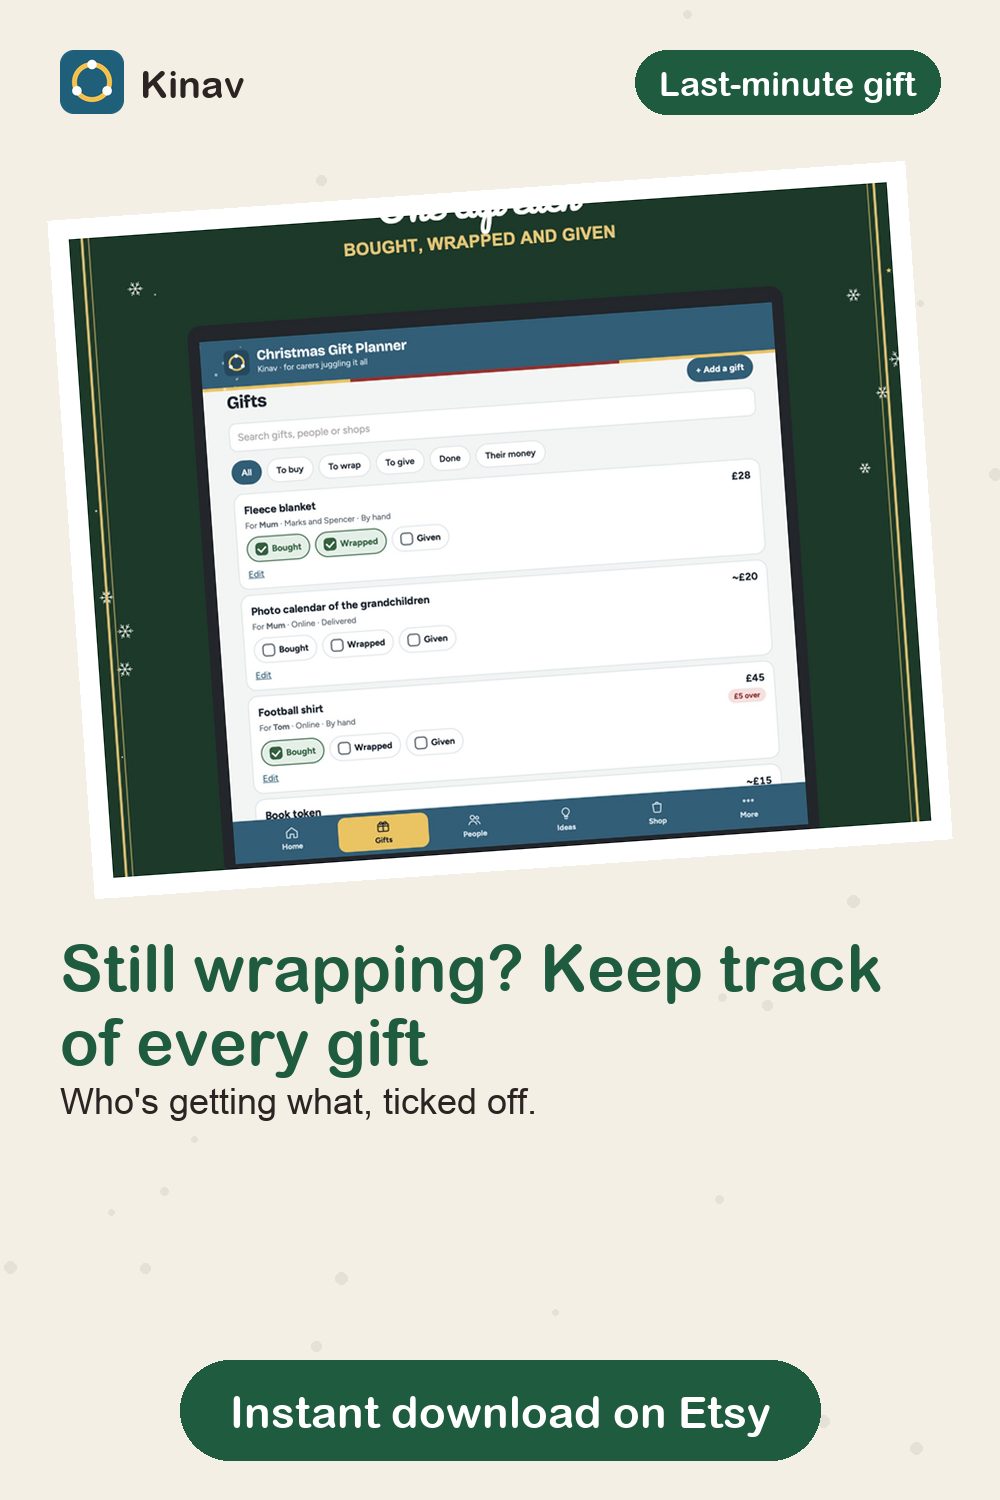 Kinav
Last-minute gift
BOUGHT, WRAPPED AND GIVEN
Christmas Gift Planner
Kinav · for carers juggling it all
Gifts
+ Add a gift
Search gifts, people or shops
All To buy To wrap To give Done Their money
Fleece blanket
£28
For Mum · Marks and Spencer · By hand
Bought Wrapped Given
Edit
Photo calendar of the grandchildren
~£20
For Mum · Online · Delivered
Bought Wrapped Given
Edit
Football shirt
£45
£5 over
For Tom · Online · By hand
Bought Wrapped Given
Edit
Book token
~£15
Home Gifts People Ideas Shop More
Still wrapping? Keep track
of every gift
Who's getting what, ticked off.
Instant download on Etsy